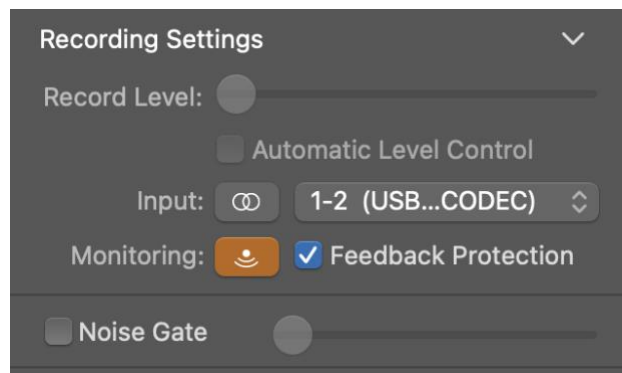 Recording Settings
Record Level:
Automatic Level Control
Input: 1-2 (USB...CODEC)
Monitoring: Feedback Protection
Noise Gate